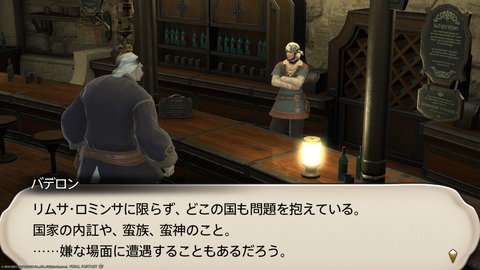 バデロン
リムサ・ロミンサに限らず、どこの国も問題を抱えている。
国家の内訌や、蛮族、蛮神のこと。
……嫌な場面に遭遇することもあるだろう。